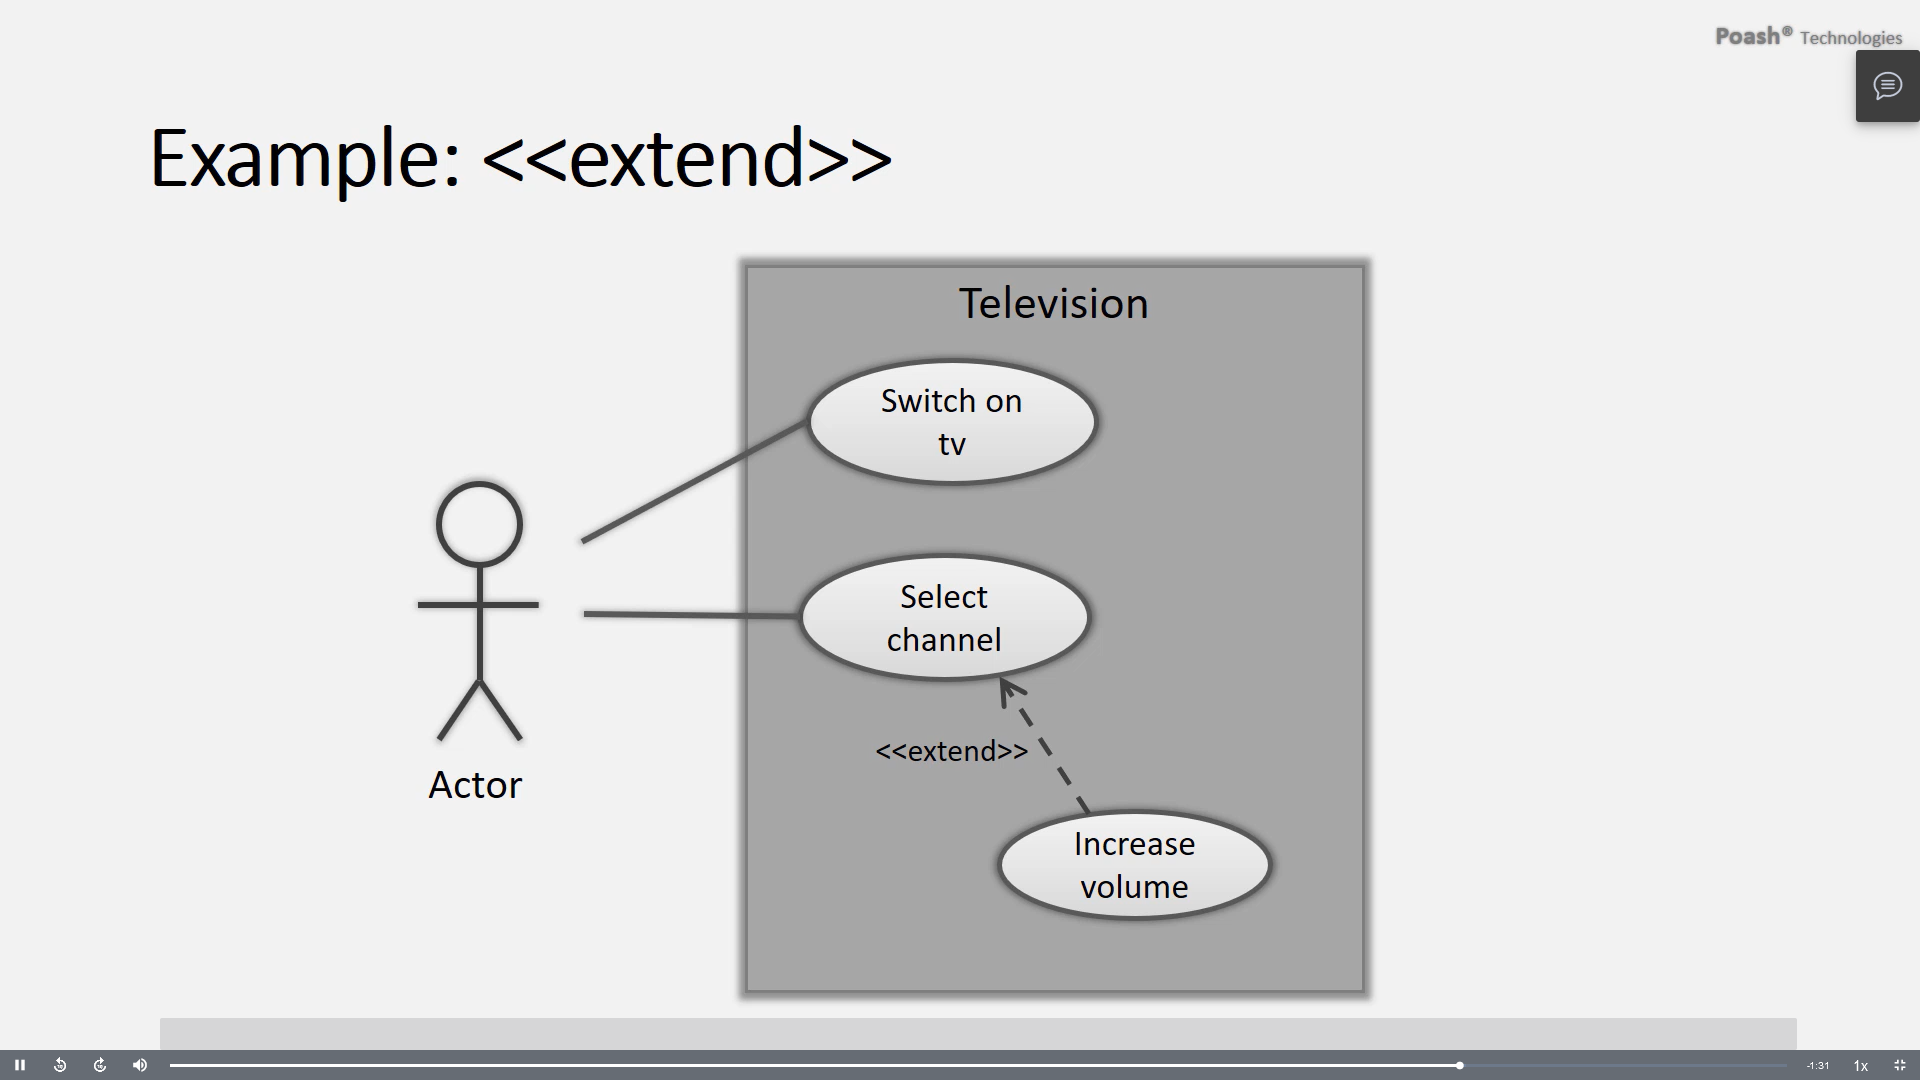 Poash® Technologies
Example: <<extend>>
Television
Switch on
tv
Select
channel
<<extend>>
Actor
Increase
volume
-1:31
1x